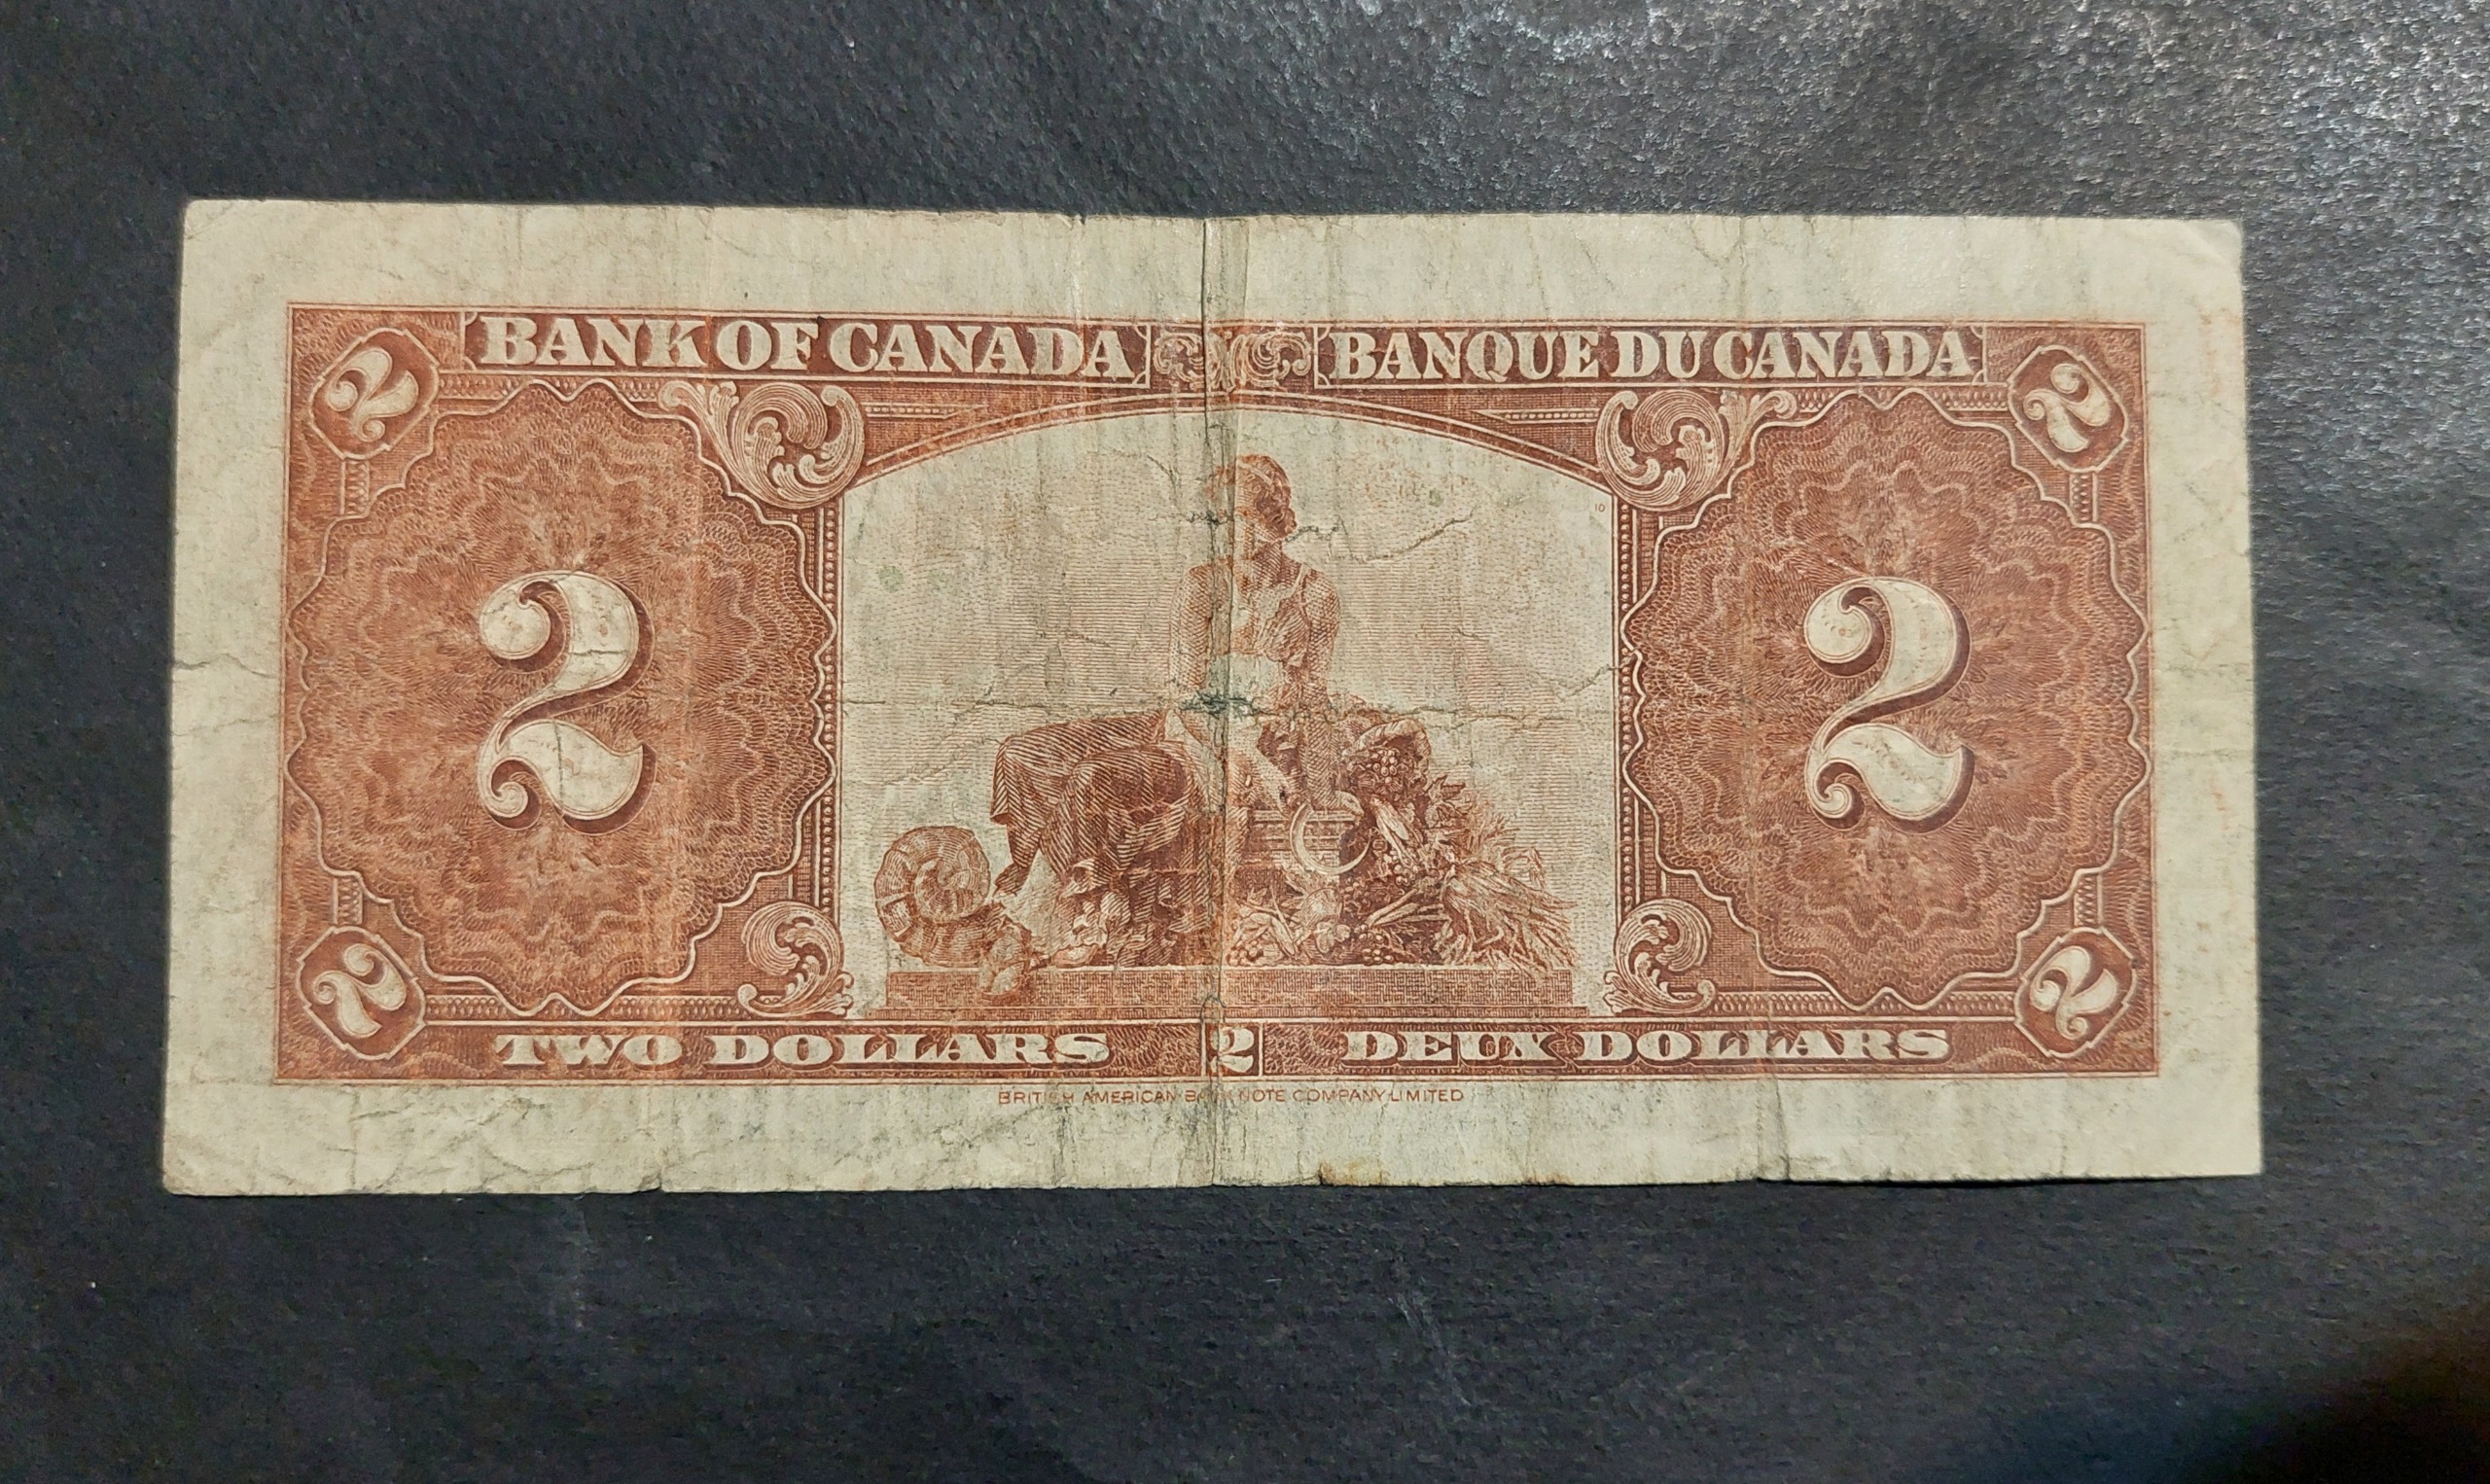 BANK OF CANADA BANQUE DU CANADA
2 2
10
2 2
2 2
TWO DOLLARS 2 DEUX DOLLARS
BRITISH AMERICAN BANK NOTE COMPANY LIMITED